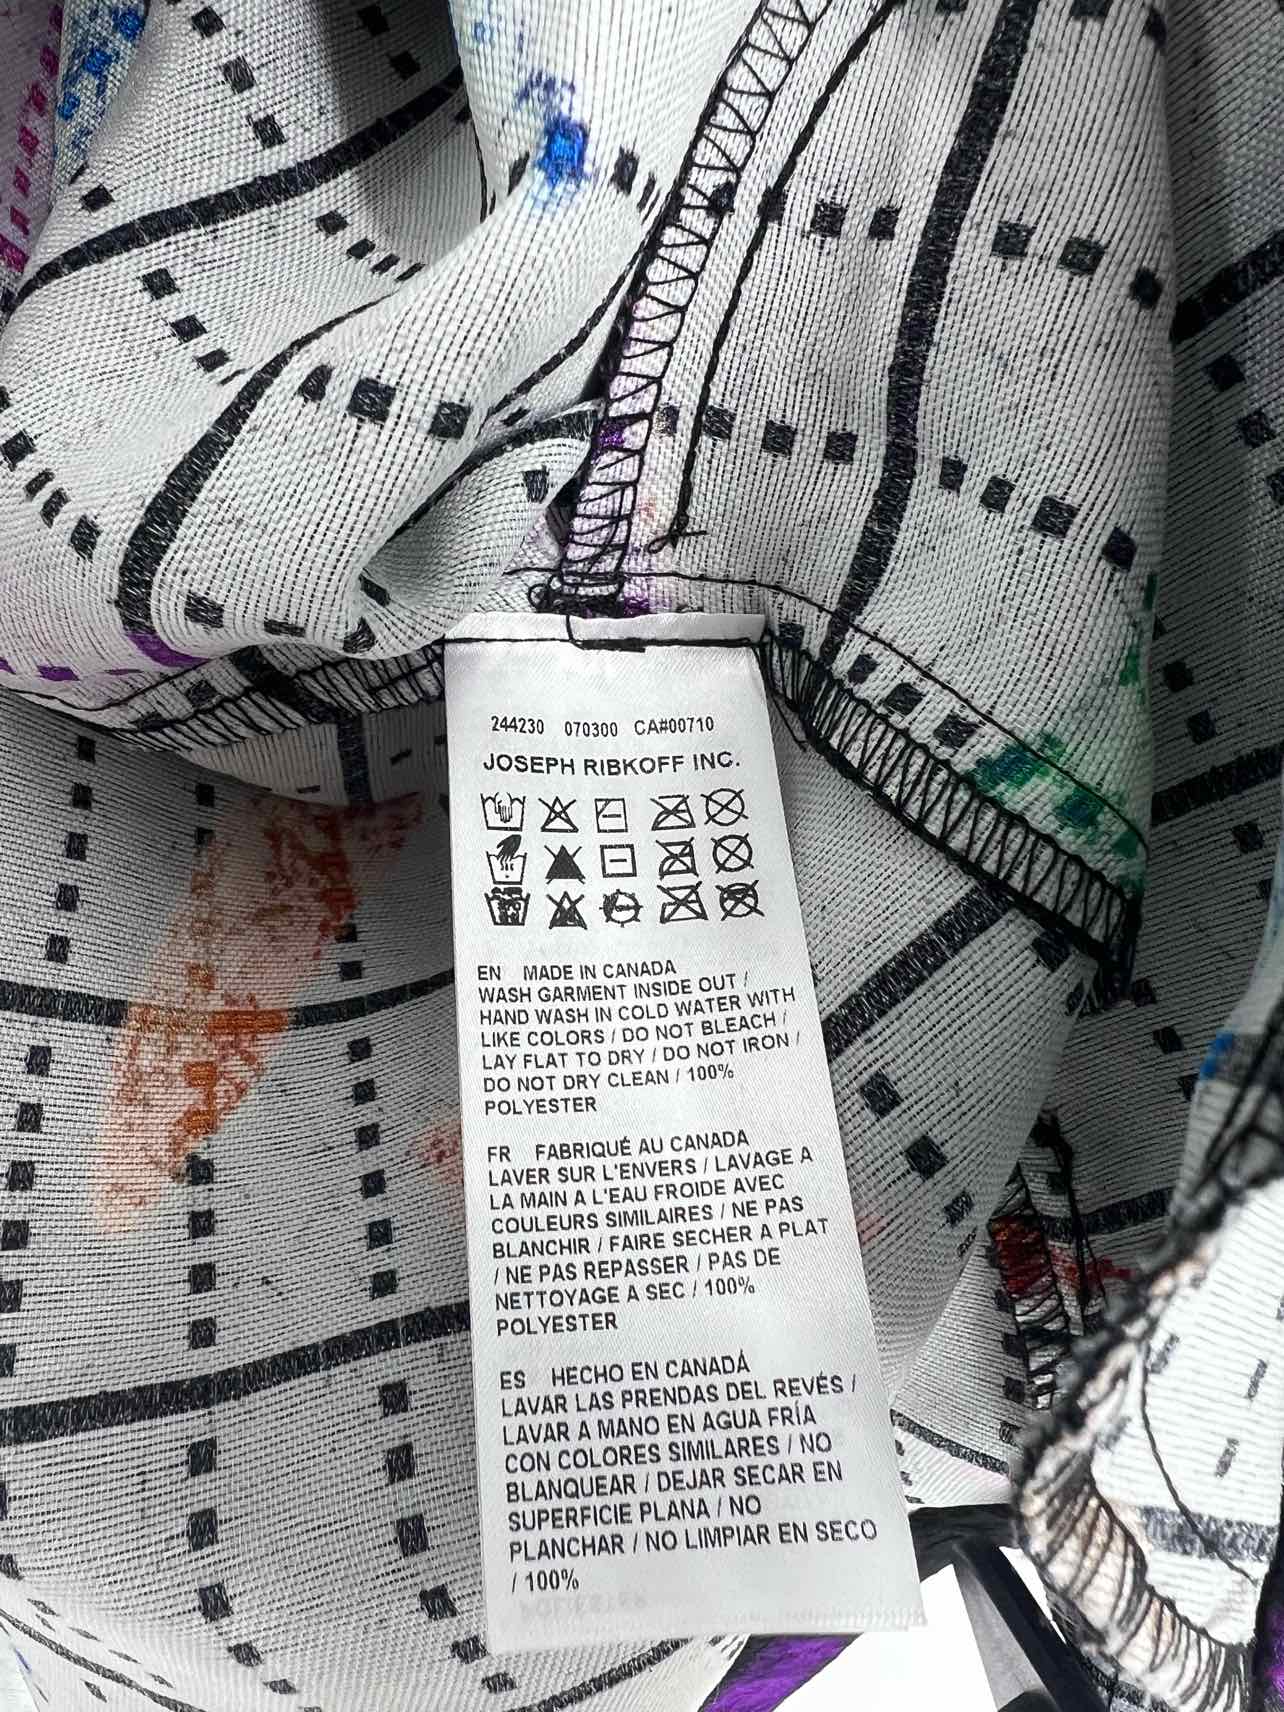 244230 070300 CA#00710
JOSEPH RIBKOFF INC.
EN MADE IN CANADA
WASH GARMENT INSIDE OUT /
HAND WASH IN COLD WATER WITH
LIKE COLORS / DO NOT BLEACH /
LAY FLAT TO DRY / DO NOT IRON /
DO NOT DRY CLEAN / 100%
POLYESTER
FR FABRIQUÉ AU CANADA
LAVER SUR L'ENVERS / LAVAGE A
LA MAIN A L'EAU FROIDE AVEC
COULEURS SIMILAIRES / NE PAS
BLANCHIR / FAIRE SECHER A PLAT
/ NE PAS REPASSER / PAS DE
NETTOYAGE A SEC / 100%
POLYESTER
ES HECHO EN CANADÁ
LAVAR LAS PRENDAS DEL REVÉS /
LAVAR A MANO EN AGUA FRÍA
CON COLORES SIMILARES / NO
BLANQUEAR / DEJAR SECAR EN
SUPERFICIE PLANA / NO
PLANCHAR / NO LIMPIAR EN SECO
/ 100%